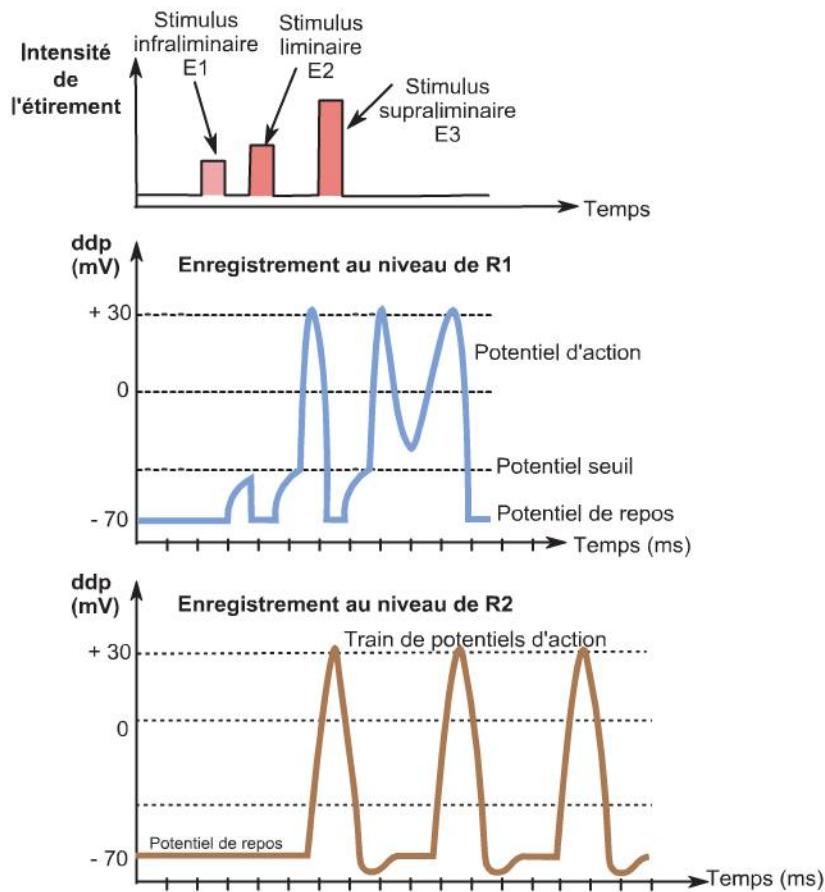 Intensité
de
l'étirement
Stimulus
infraliminaire
E1
Stimulus
liminaire
E2
Stimulus
supraliminaire
E3
Temps
ddp
(mV)
Enregistrement au niveau de R1
+ 30
Potentiel d'action
0
Potentiel seuil
- 70
Potentiel de repos
Temps (ms)
ddp
(mV)
Enregistrement au niveau de R2
Train de potentiels d'action
+ 30
0
Potentiel de repos
- 70
Temps (ms)